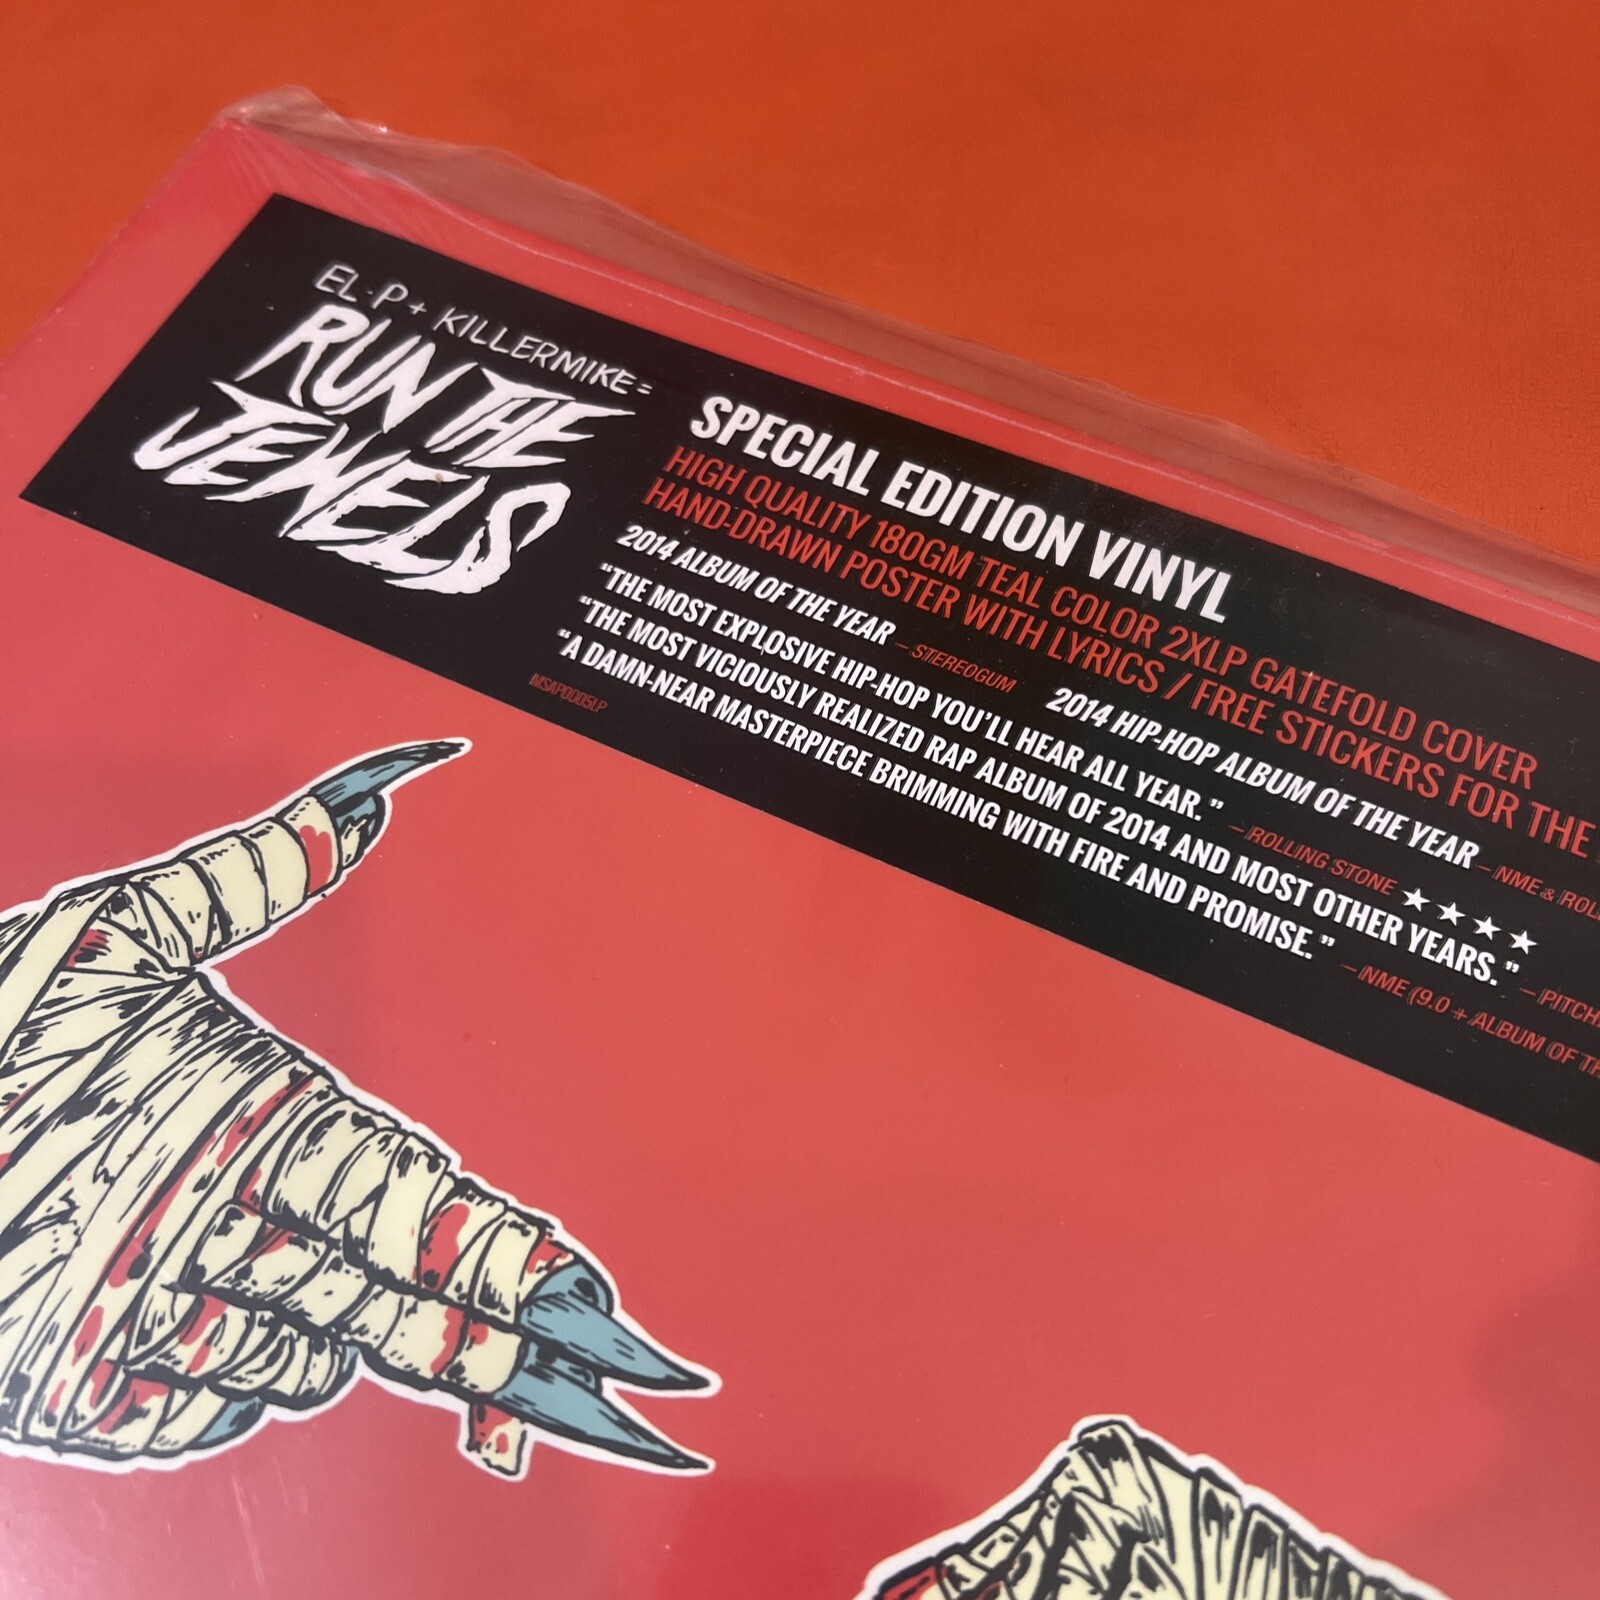 EL-P + KILLERMIKE =
RUN THE
JEWELS
SPECIAL EDITION VINYL
HIGH QUALITY 180GM TEAL COLOR 2XLP GATEFOLD COVER
HAND-DRAWN POSTER WITH LYRICS / FREE STICKERS FOR THE
2014 ALBUM OF THE YEAR – STEREOGUM 2014 HIP-HOP ALBUM OF THE YEAR – NME &
“THE MOST EXPLOSIVE HIP-HOP YOU’LL HEAR ALL YEAR.” – ROLLING STONE ★★★★
“THE MOST VICIOUSLY REALIZED RAP ALBUM OF 2014 AND MOST OTHER YEARS.” –
“A DAMN-NEAR MASTERPIECE BRIMMING WITH FIRE AND PROMISE.” – NME (9.0 + ALBUM OF
MSAP0005LP